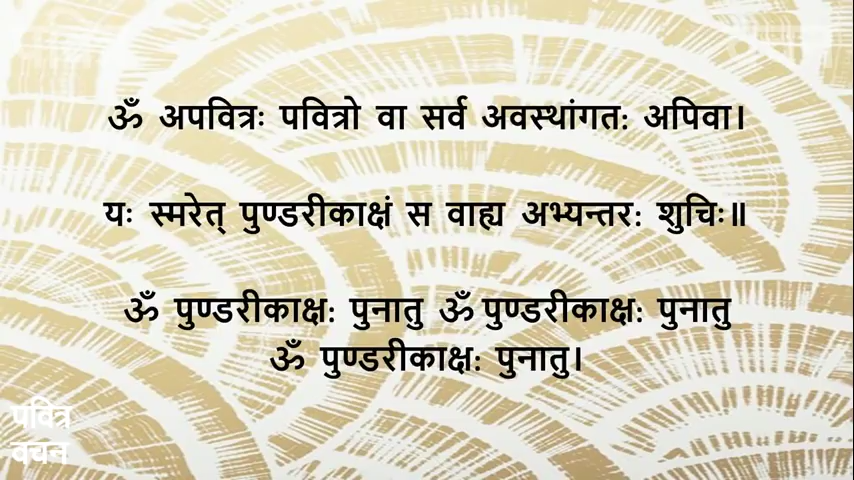 ॐ अपवित्रः पवित्रो वा सर्व अवस्थांगत: अपिवा।
यः स्मरेत् पुण्डरीकाक्षं स वाह्य अभ्यन्तर: शुचिः॥
ॐ पुण्डरीकाक्ष: पुनातु ॐ पुण्डरीकाक्ष: पुनातु
ॐ पुण्डरीकाक्ष: पुनातु।
पवित्र
वचन